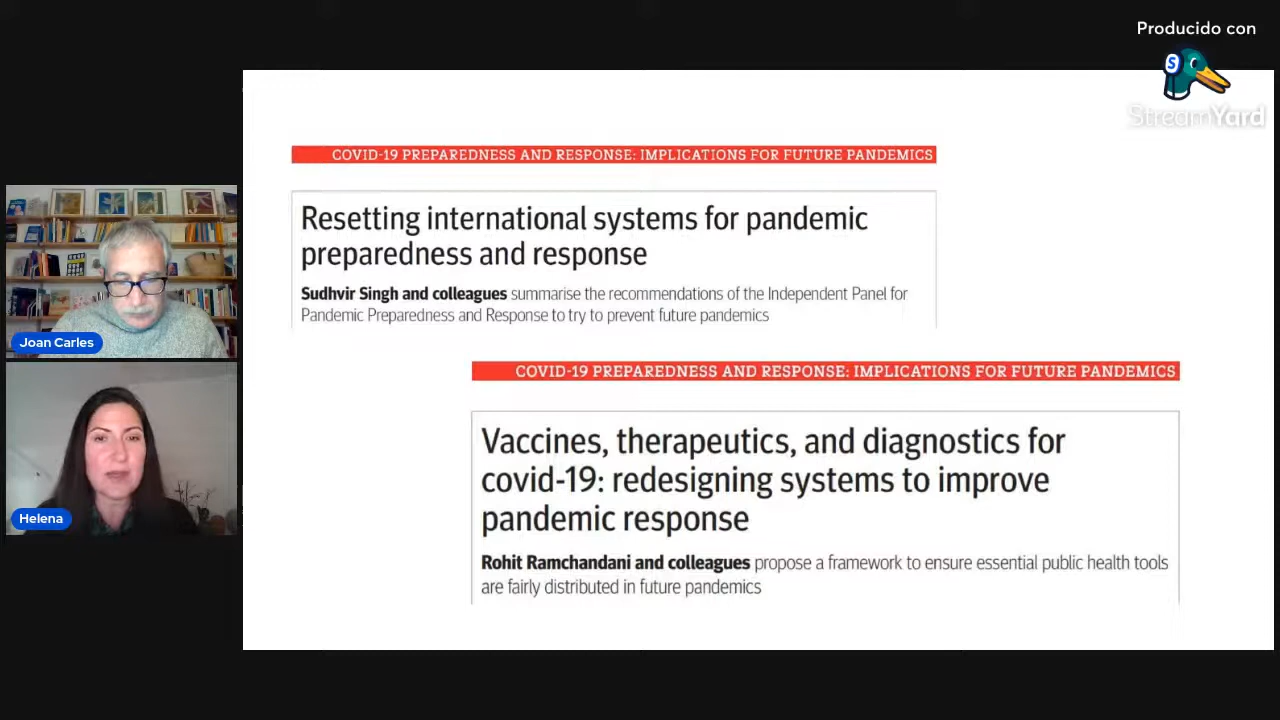 Producido con
S
StreamYard
COVID-19 PREPAREDNESS AND RESPONSE: IMPLICATIONS FOR FUTURE PANDEMICS
Resetting international systems for pandemic
preparedness and response
Sudhvir Singh and colleagues summarise the recommendations of the Independent Panel for
Pandemic Preparedness and Response to try to prevent future pandemics
Joan Carles
COVID-19 PREPAREDNESS AND RESPONSE: IMPLICATIONS FOR FUTURE PANDEMICS
Vaccines, therapeutics, and diagnostics for
covid-19: redesigning systems to improve
pandemic response
Helena
Rohit Ramchandani and colleagues propose a framework to ensure essential public health tools
are fairly distributed in future pandemics